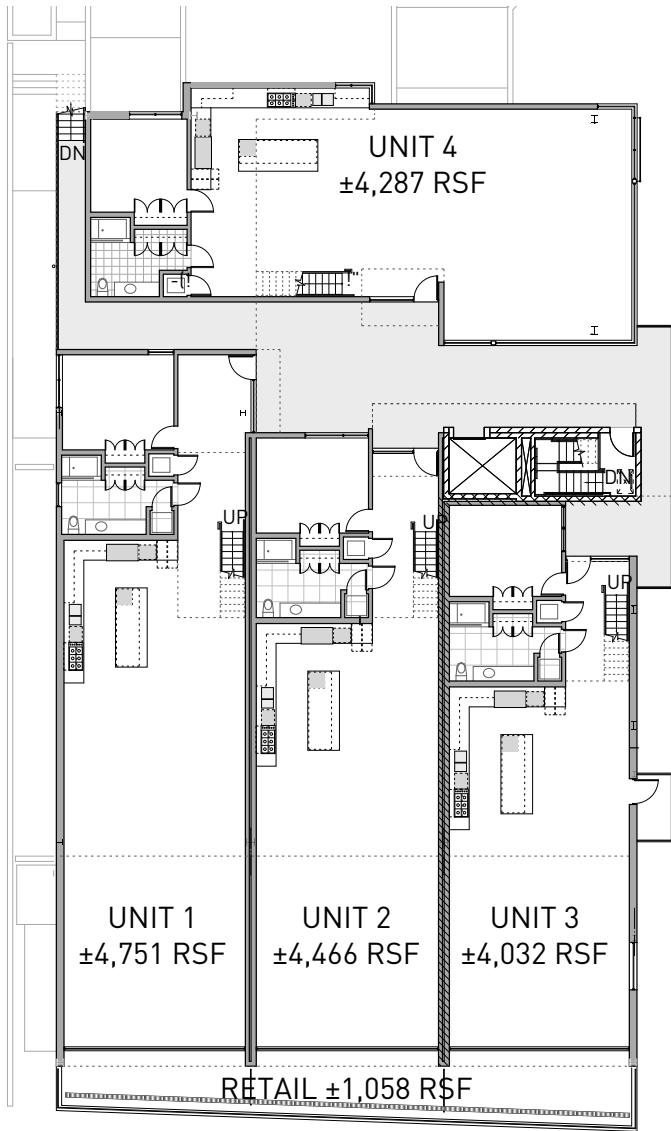 UNIT 4
±4,287 RSF
DN
DN
UP
UP
UP
UNIT 1
±4,751 RSF
UNIT 2
±4,466 RSF
UNIT 3
±4,032 RSF
RETAIL ±1,058 RSF